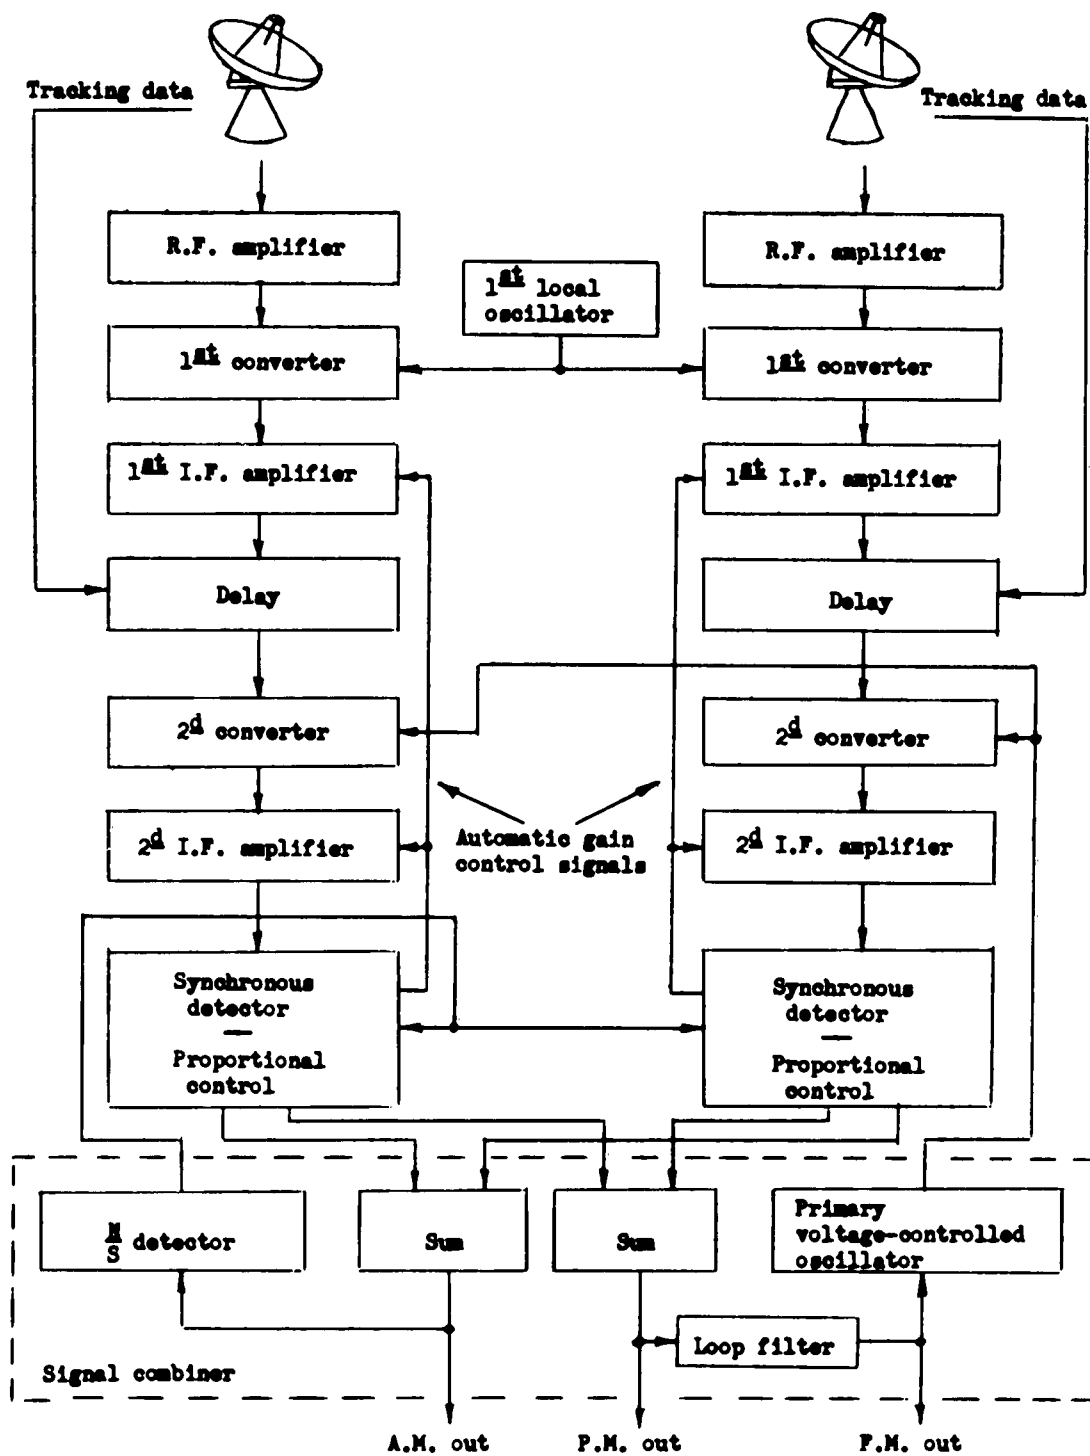 Tracking data
Tracking data
R.F. amplifier
R.F. amplifier
1st local
oscillator
1st converter
1st converter
1st I.F. amplifier
1st I.F. amplifier
Delay
Delay
2d converter
2d converter
2d I.F. amplifier
Automatic gain
control signals
2d I.F. amplifier
Synchronous
detector
—
Proportional
control
Synchronous
detector
—
Proportional
control
N/S detector
Sum
Sum
Primary
voltage-controlled
oscillator
Loop filter
Signal combiner
A.M. out
P.M. out
F.M. out